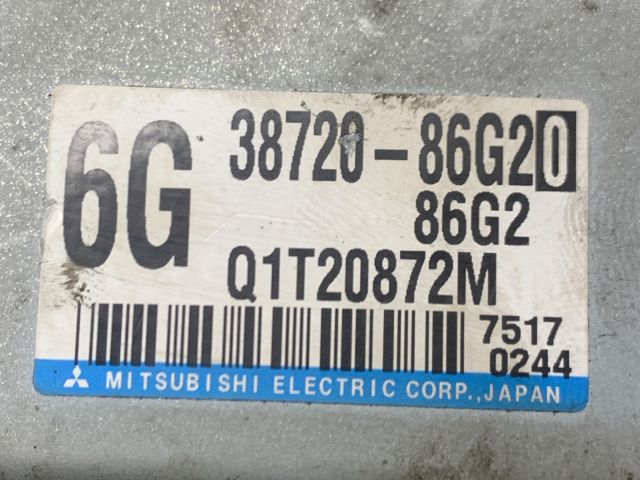 6G
38720-86G20
86G2
Q1T20872M
7517
0244
MITSUBISHI ELECTRIC CORP.,JAPAN